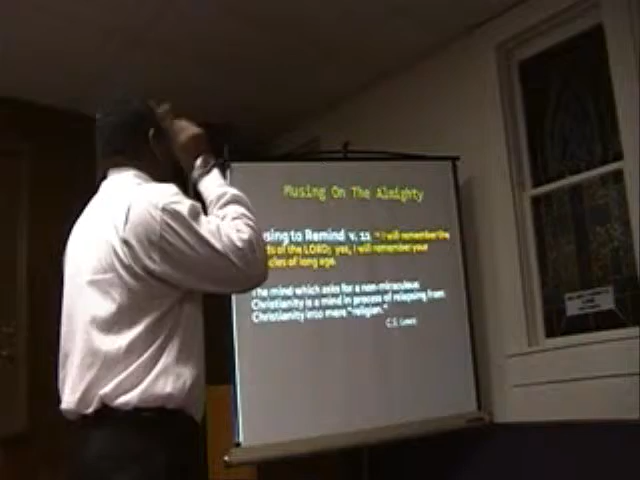 Musing On The Almighty
sing to Remind v. 11 "I will remember the
ts of the LORD; yes, I will remember your
cles of long ago.
The mind which asks for a non-miraculous
Christianity is a mind in process of relapsing from
Christianity into mere "religion."
C.S. Lewis